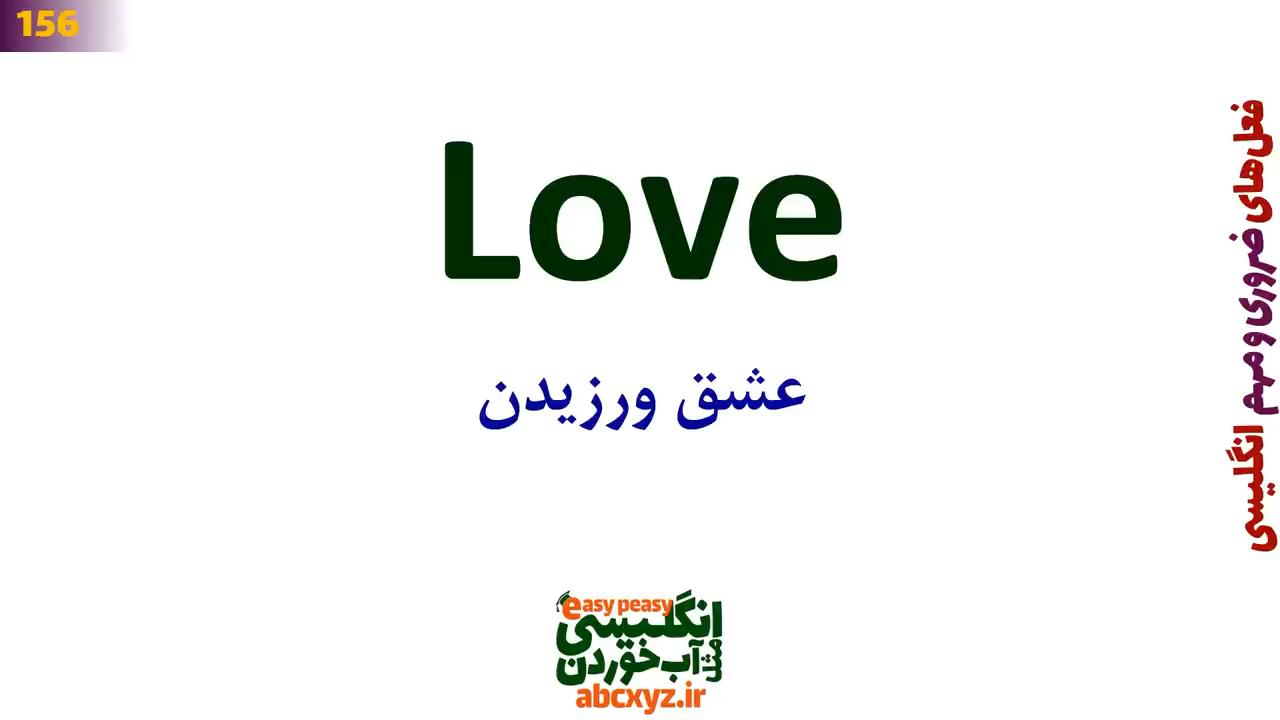 156
Love
عشق ورزیدن
فعل‌های ضروری و مهم انگلیسی
easy peasy
انگلیسی
مثل آب خوردن
abcxyz.ir